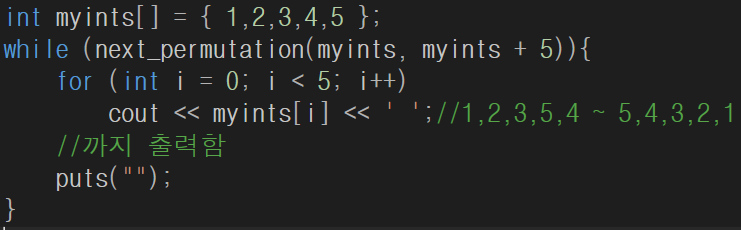 int myints[] = { 1,2,3,4,5 };
while (next_permutation(myints, myints + 5)){
    for (int i = 0; i < 5; i++)
        cout << myints[i] << ' ';//1,2,3,5,4 ~ 5,4,3,2,1
    //까지 출력함
    puts("");
}